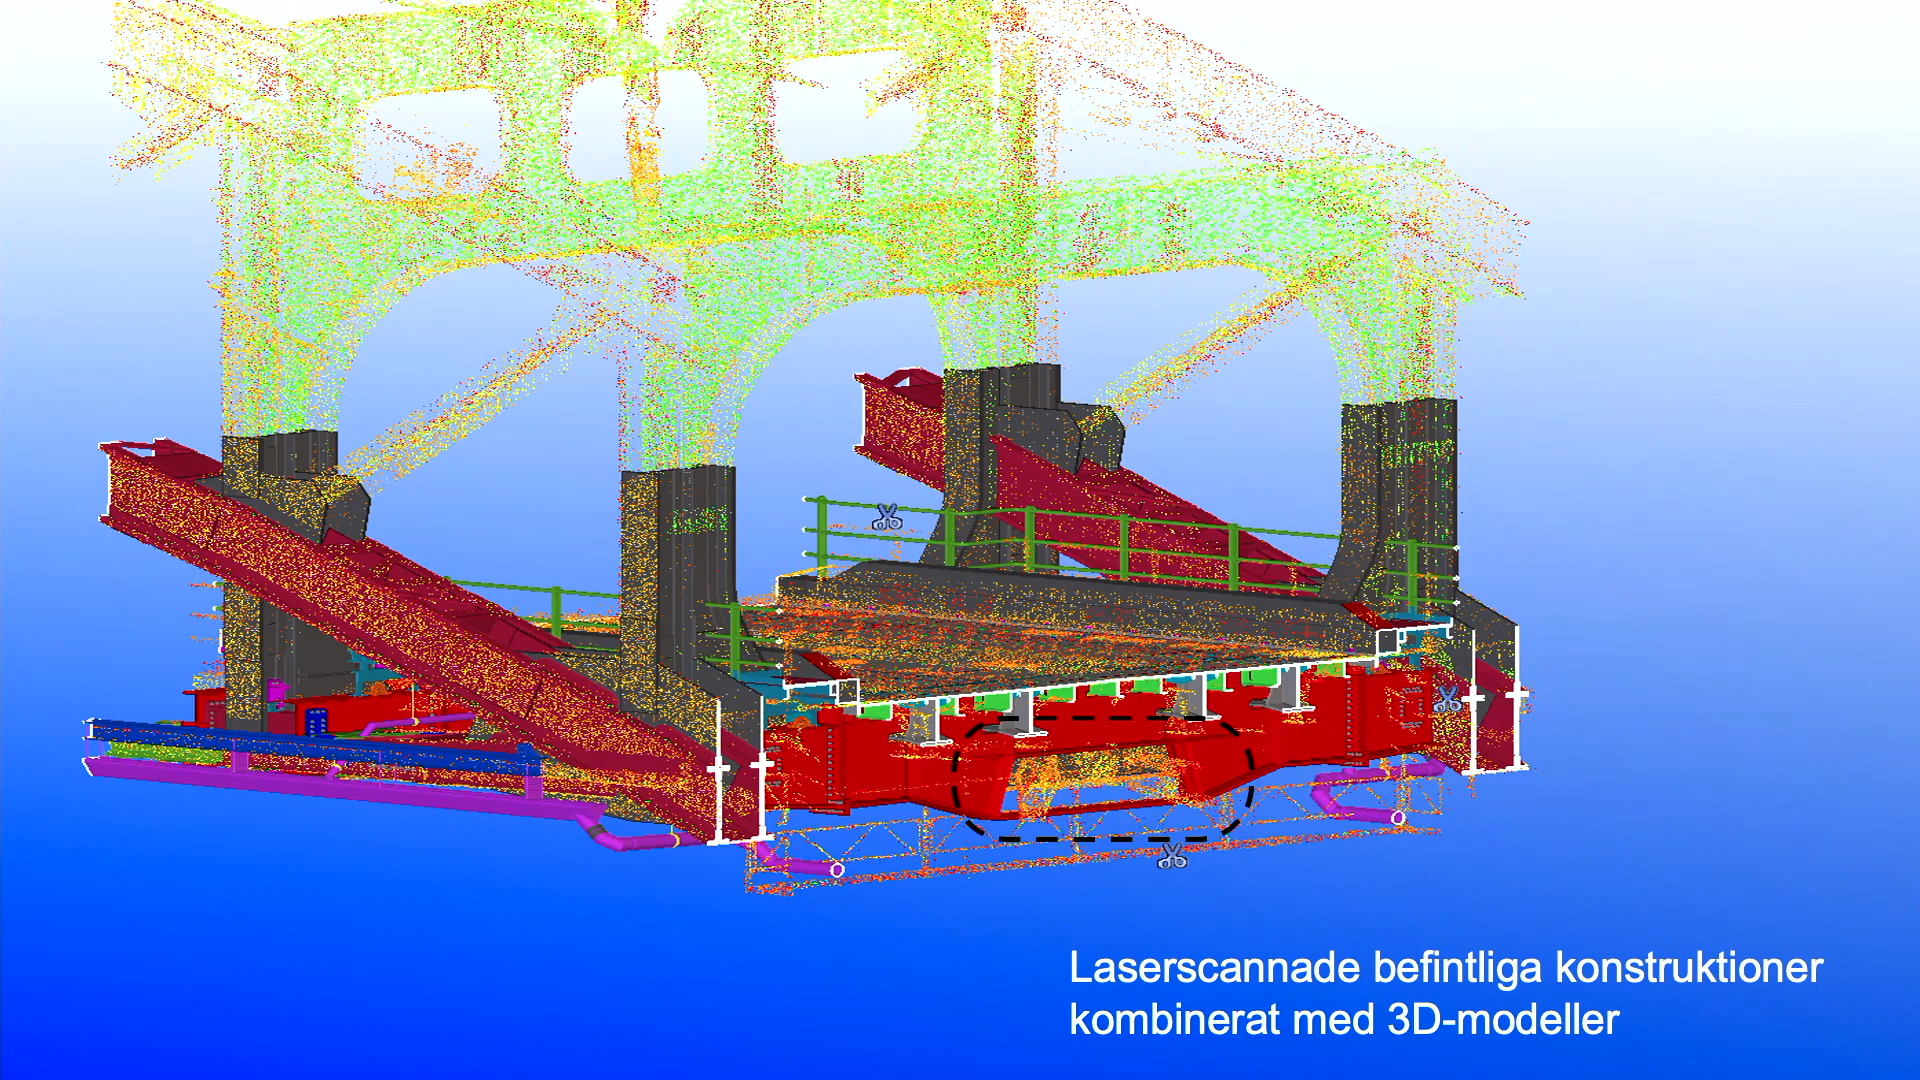 Laserscannade befintliga konstruktioner
kombinerat med 3D-modeller